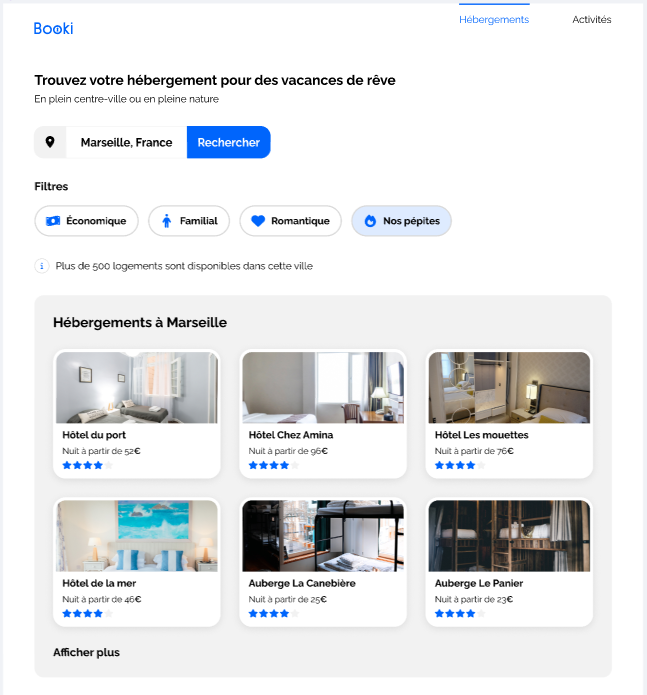 Booki
Hébergements
Activités
Trouvez votre hébergement pour des vacances de rêve
En plein centre-ville ou en pleine nature
Marseille, France
Rechercher
Filtres
Économique
Familial
Romantique
Nos pépites
i
Plus de 500 logements sont disponibles dans cette ville
Hébergements à Marseille
Hôtel du port
Nuit à partir de 52€
Hôtel Chez Amina
Nuit à partir de 96€
Hôtel Les mouettes
Nuit à partir de 76€
Hôtel de la mer
Nuit à partir de 46€
Auberge La Canebière
Nuit à partir de 25€
Auberge Le Panier
Nuit à partir de 23€
Afficher plus